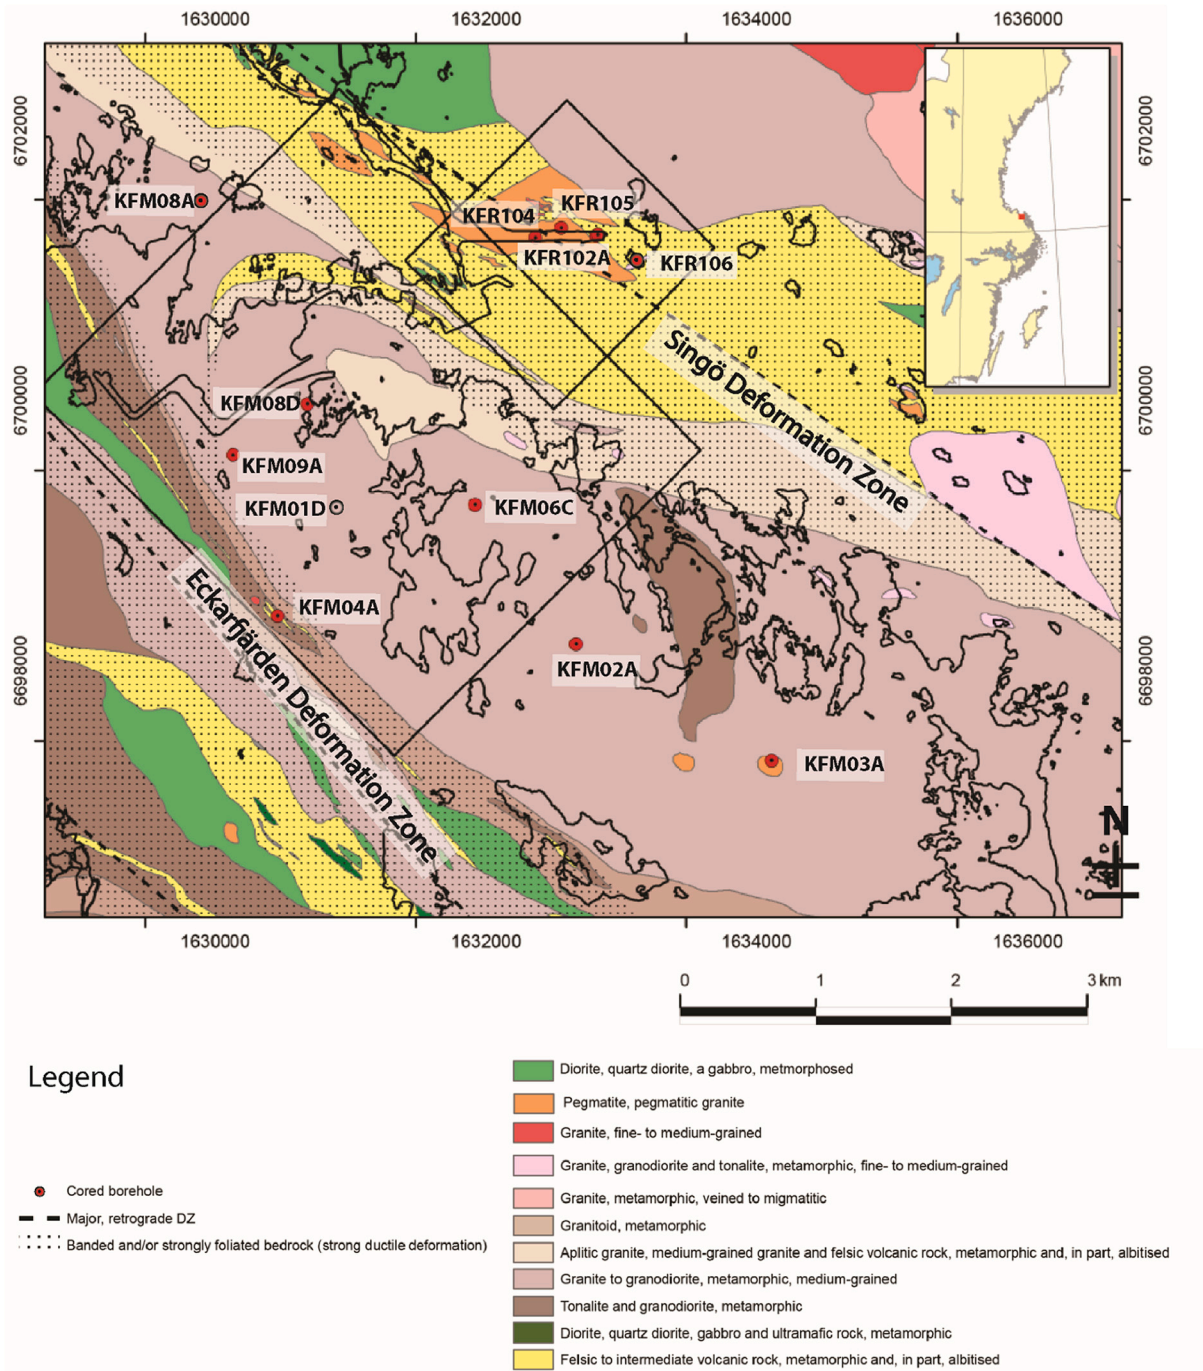 1630000 1632000 1634000 1636000
6702000
6702000
KFM08A
KFR105
KFR104
KFR102A
KFR106
Singö Deformation Zone
6700000
6700000
KFM08D
KFM09A
KFM01D
KFM06C
Eckarfjärden Deformation Zone
KFM04A
KFM02A
6698000
6698000
KFM03A
N
1630000 1632000 1634000 1636000
0 1 2 3 km
Legend
Cored borehole
Major, retrograde DZ
Banded and/or strongly foliated bedrock (strong ductile deformation)
Diorite, quartz diorite, a gabbro, metmorphosed
Pegmatite, pegmatitic granite
Granite, fine- to medium-grained
Granite, granodiorite and tonalite, metamorphic, fine- to medium-grained
Granite, metamorphic, veined to migmatitic
Granitoid, metamorphic
Aplitic granite, medium-grained granite and felsic volcanic rock, metamorphic and, in part, albitised
Granite to granodiorite, metamorphic, medium-grained
Tonalite and granodiorite, metamorphic
Diorite, quartz diorite, gabbro and ultramafic rock, metamorphic
Felsic to intermediate volcanic rock, metamorphic and, in part, albitised